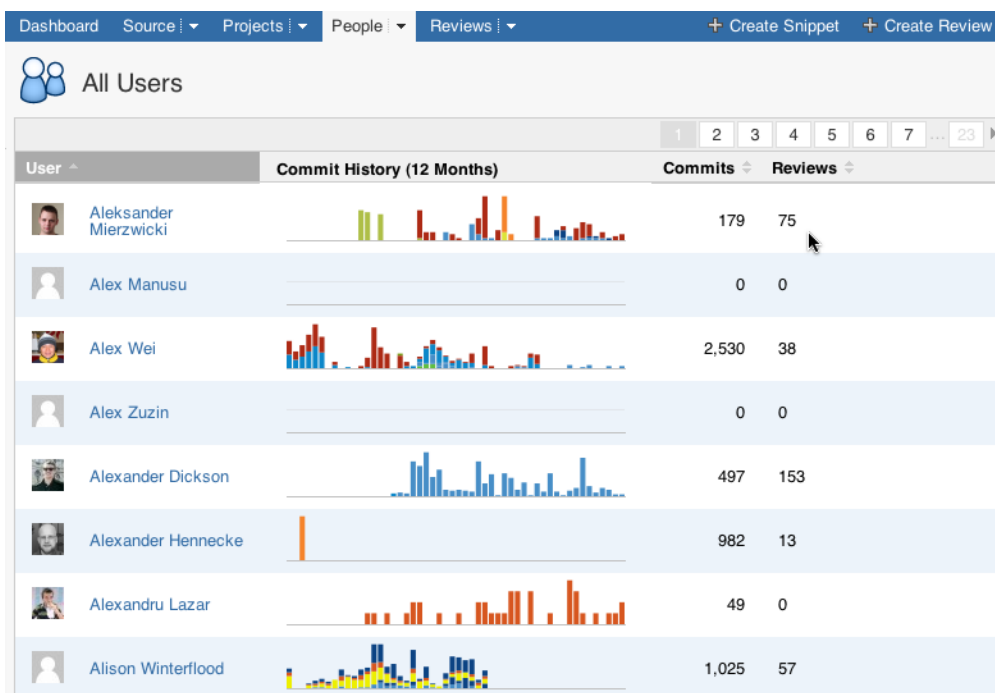 Dashboard Source Projects People Reviews + Create Snippet + Create Review
All Users
1 2 3 4 5 6 7 ... 23
User Commit History (12 Months) Commits Reviews
Aleksander
Mierzwicki 179 75
Alex Manusu 0 0
Alex Wei 2,530 38
Alex Zuzin 0 0
Alexander Dickson 497 153
Alexander Hennecke 982 13
Alexandru Lazar 49 0
Alison Winterflood 1,025 57